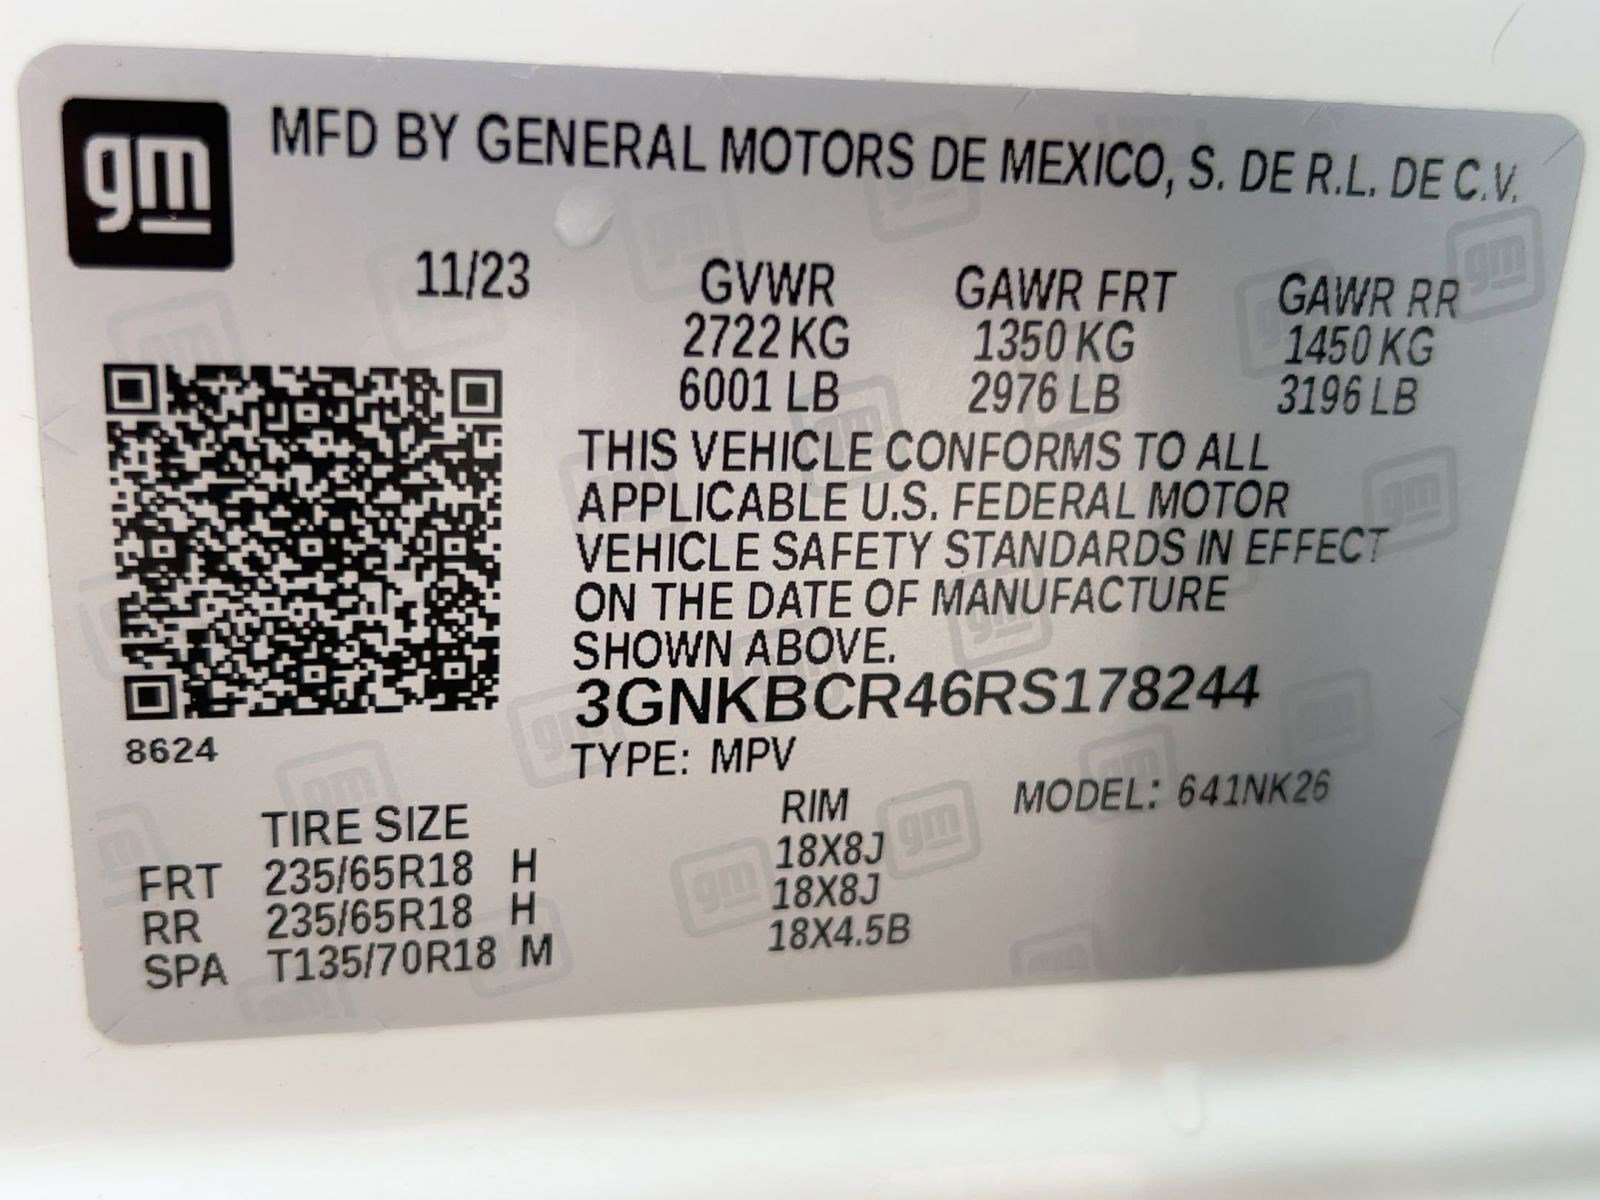 gm MFD BY GENERAL MOTORS DE MEXICO, S. DE R.L. DE C.V.
11/23 GVWR GAWR FRT GAWR RR
2722 KG 1350 KG 1450 KG
6001 LB 2976 LB 3196 LB
THIS VEHICLE CONFORMS TO ALL
APPLICABLE U.S. FEDERAL MOTOR
VEHICLE SAFETY STANDARDS IN EFFECT
ON THE DATE OF MANUFACTURE
SHOWN ABOVE.
3GNKBCR46RS178244
8624
TYPE: MPV MODEL: 641NK26
TIRE SIZE RIM
FRT 235/65R18 H 18X8J
RR 235/65R18 H 18X8J
SPA T135/70R18 M 18X4.5B